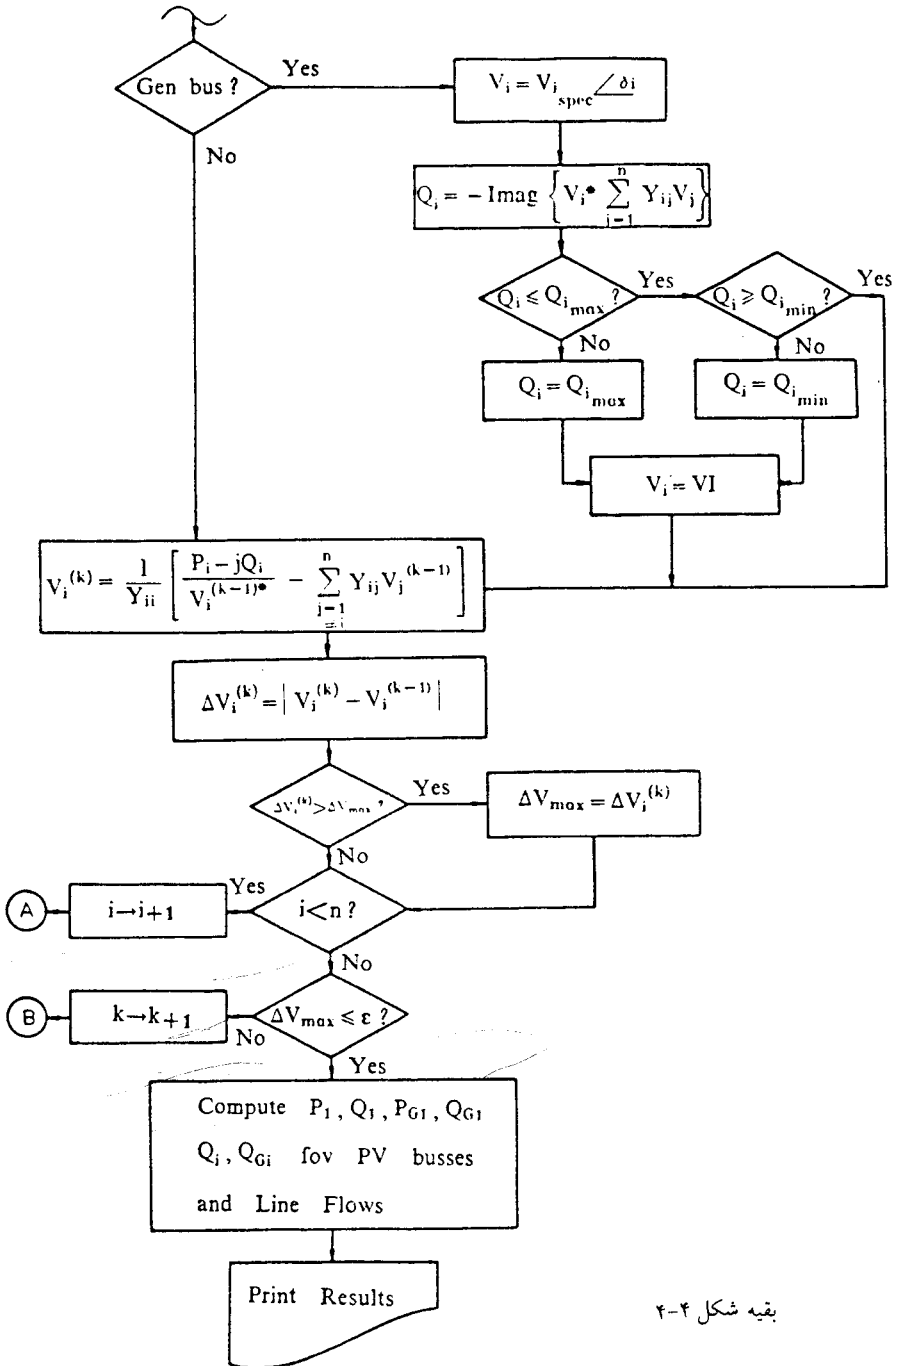 Gen bus ?
Yes
V_i = V_i spec ∠δi
No
Q_i = – Imag { V_i* ∑_{j=1}^{n} Y_ij V_j }
Q_i ≤ Q_i max ?
Yes
Q_i ≥ Q_i min ?
Yes
No
No
Q_i = Q_i max
Q_i = Q_i min
V_i = VI
V_i^(k) = 1/Y_ii [ (P_i – jQ_i)/V_i^(k–1)* – ∑_{j=1 ≠i}^{n} Y_ij V_j^(k–1) ]
ΔV_i^(k) = | V_i^(k) – V_i^(k–1) |
ΔV_i^(k) > ΔV_max ?
Yes
ΔV_max = ΔV_i^(k)
No
A
i→i+1
Yes
i<n ?
No
B
k→k+1
No
ΔV_max ≤ ε ?
Yes
Compute P_1 , Q_1 , P_G1 , Q_G1
Q_i , Q_Gi fov PV busses
and Line Flows
Print Results
بقیه شکل ۴-۴